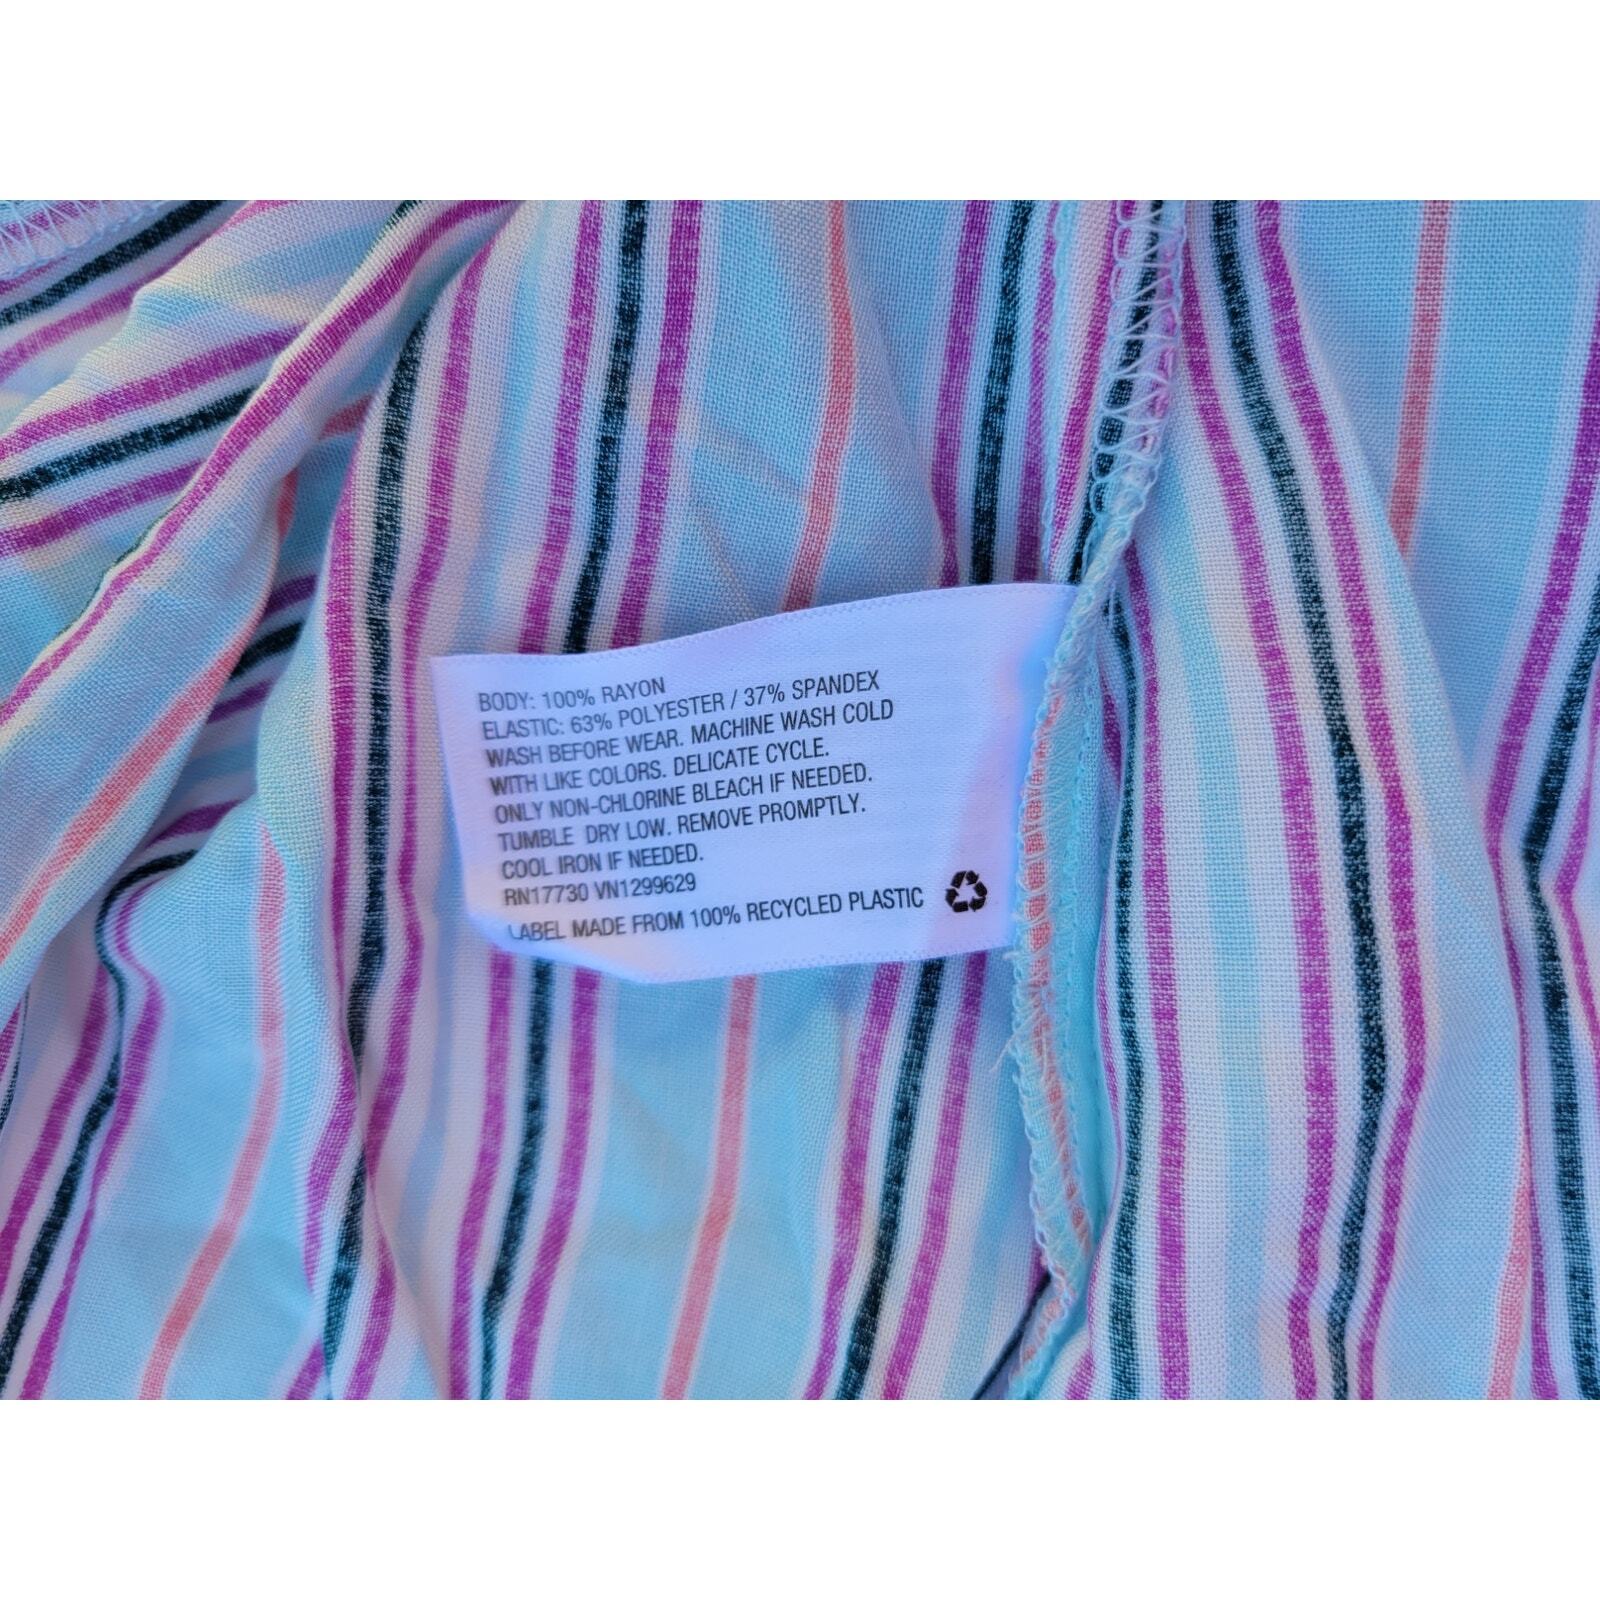 BODY: 100% RAYON
ELASTIC: 63% POLYESTER / 37% SPANDEX
WASH BEFORE WEAR. MACHINE WASH COLD
WITH LIKE COLORS. DELICATE CYCLE.
ONLY NON-CHLORINE BLEACH IF NEEDED.
TUMBLE DRY LOW. REMOVE PROMPTLY.
COOL IRON IF NEEDED.
RN17730 VN1299629
LABEL MADE FROM 100% RECYCLED PLASTIC